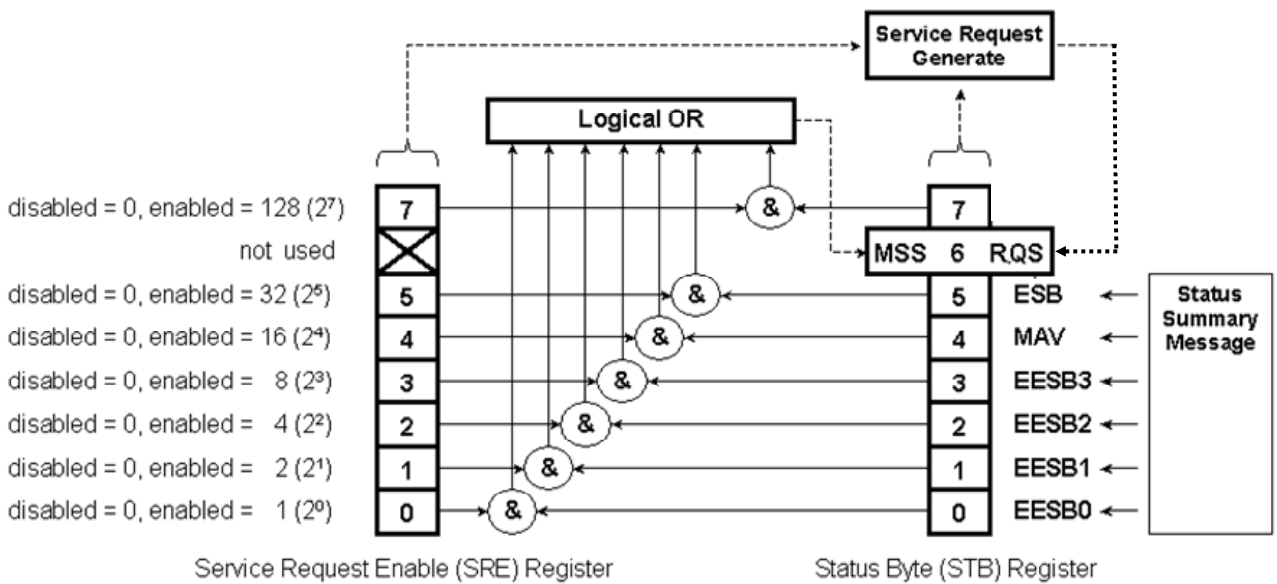 Service Request
Generate
Logical OR
disabled = 0, enabled = 128 (2⁷) 7 & 7
not used MSS 6 RQS
disabled = 0, enabled = 32 (2⁵) 5 & 5 ESB
disabled = 0, enabled = 16 (2⁴) 4 & 4 MAV
disabled = 0, enabled = 8 (2³) 3 & 3 EESB3
disabled = 0, enabled = 4 (2²) 2 & 2 EESB2
disabled = 0, enabled = 2 (2¹) 1 & 1 EESB1
disabled = 0, enabled = 1 (2⁰) 0 & 0 EESB0
Status
Summary
Message
Service Request Enable (SRE) Register
Status Byte (STB) Register